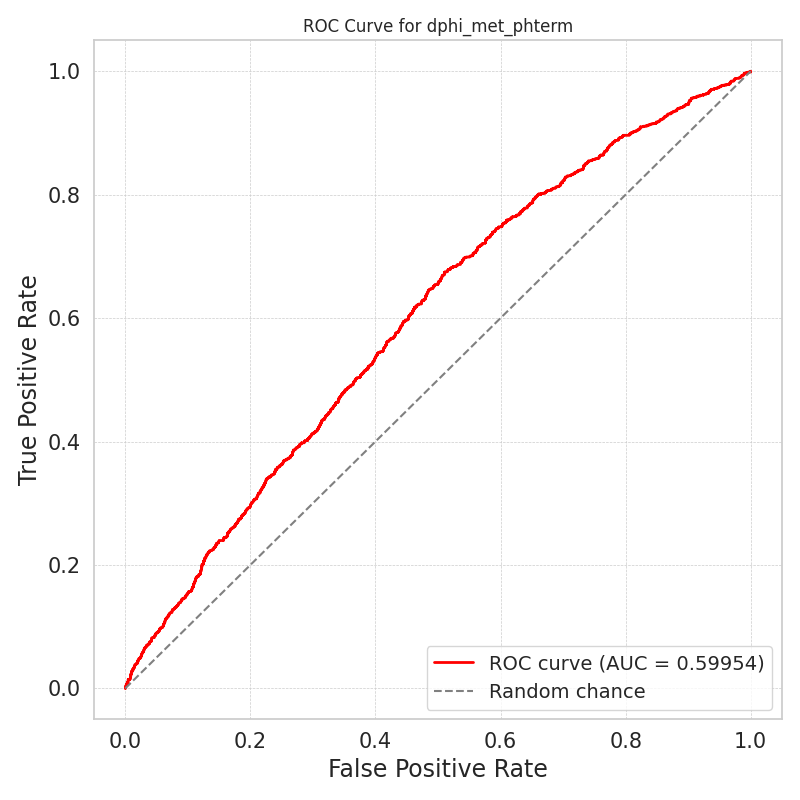 ROC Curve for dphi_met_phterm
True Positive Rate
1.0
0.8
0.6
0.4
0.2
0.0
ROC curve (AUC = 0.59954)
Random chance
0.0 0.2 0.4 0.6 0.8 1.0
False Positive Rate